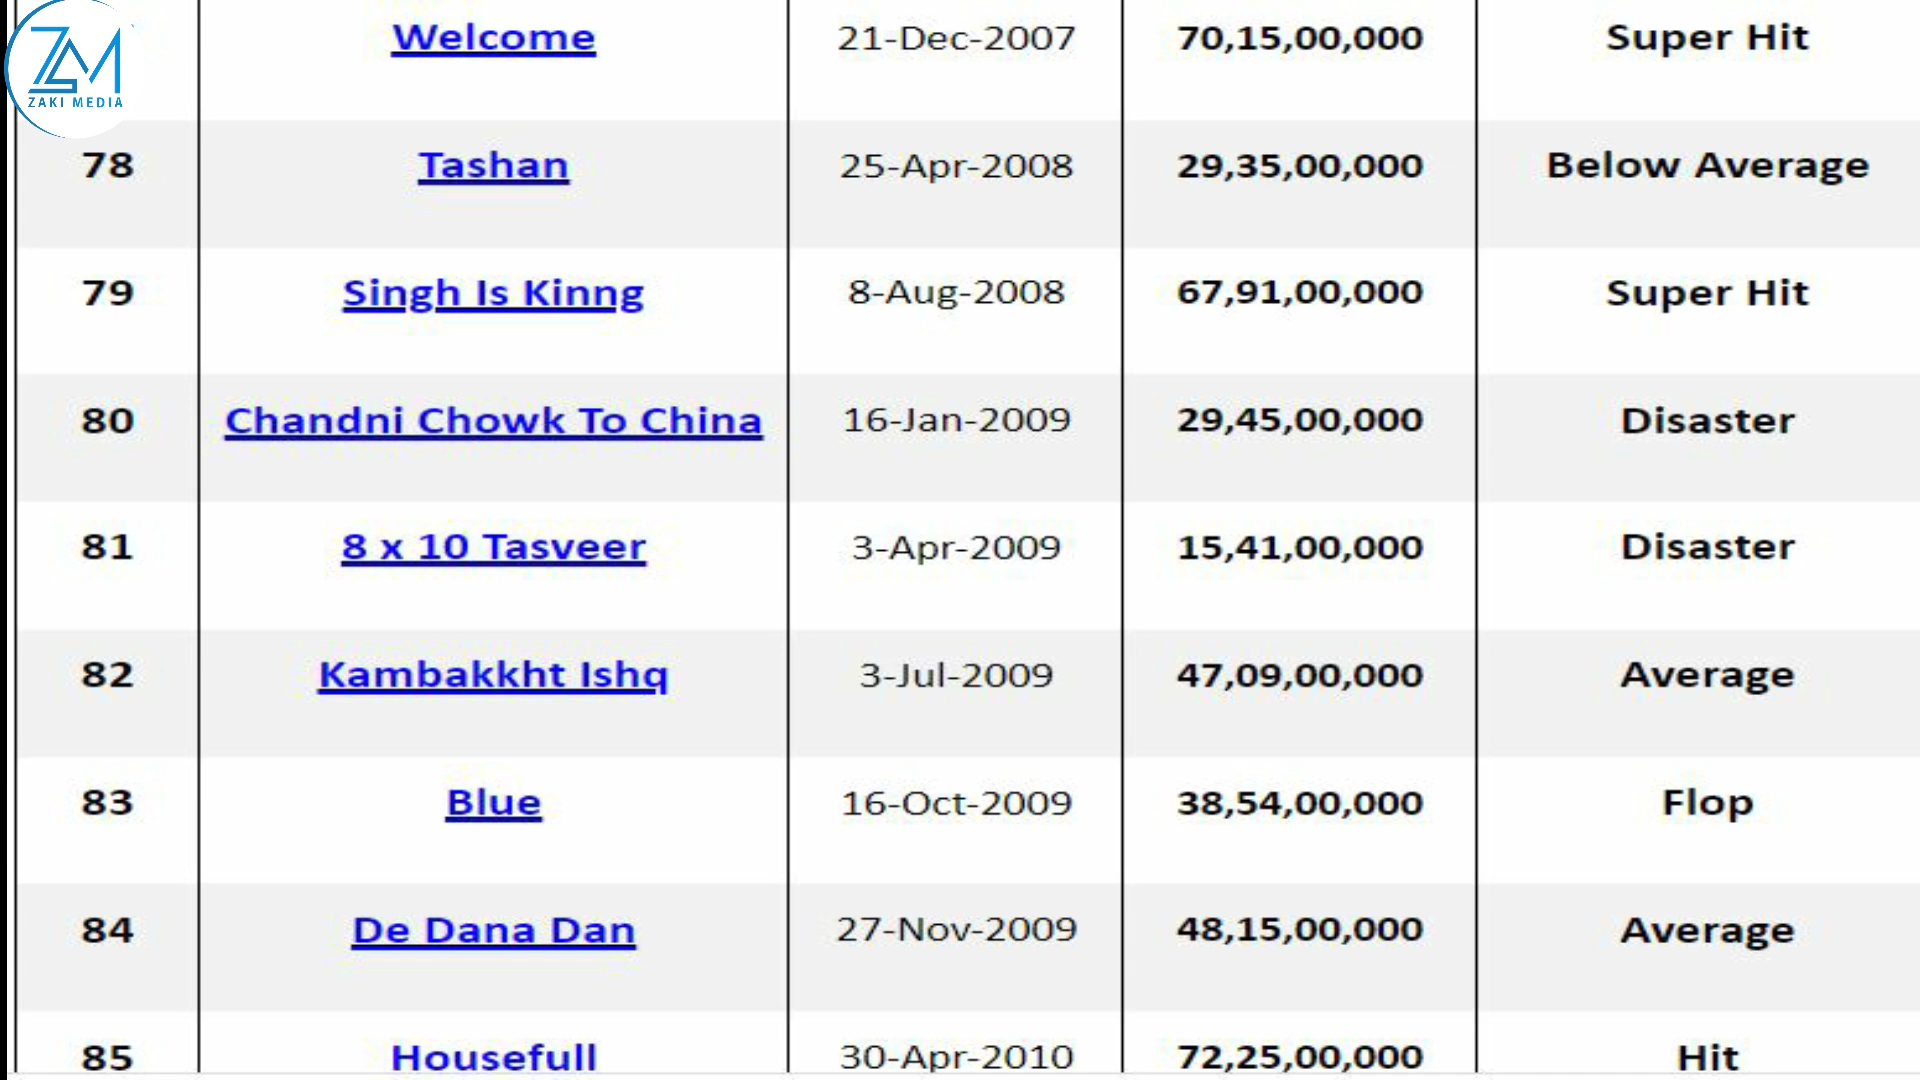 ZM
ZAKI MEDIA
Welcome 21-Dec-2007 70,15,00,000 Super Hit
78 Tashan 25-Apr-2008 29,35,00,000 Below Average
79 Singh Is Kinng 8-Aug-2008 67,91,00,000 Super Hit
80 Chandni Chowk To China 16-Jan-2009 29,45,00,000 Disaster
81 8 x 10 Tasveer 3-Apr-2009 15,41,00,000 Disaster
82 Kambakkht Ishq 3-Jul-2009 47,09,00,000 Average
83 Blue 16-Oct-2009 38,54,00,000 Flop
84 De Dana Dan 27-Nov-2009 48,15,00,000 Average
85 Housefull 30-Apr-2010 72,25,00,000 Hit